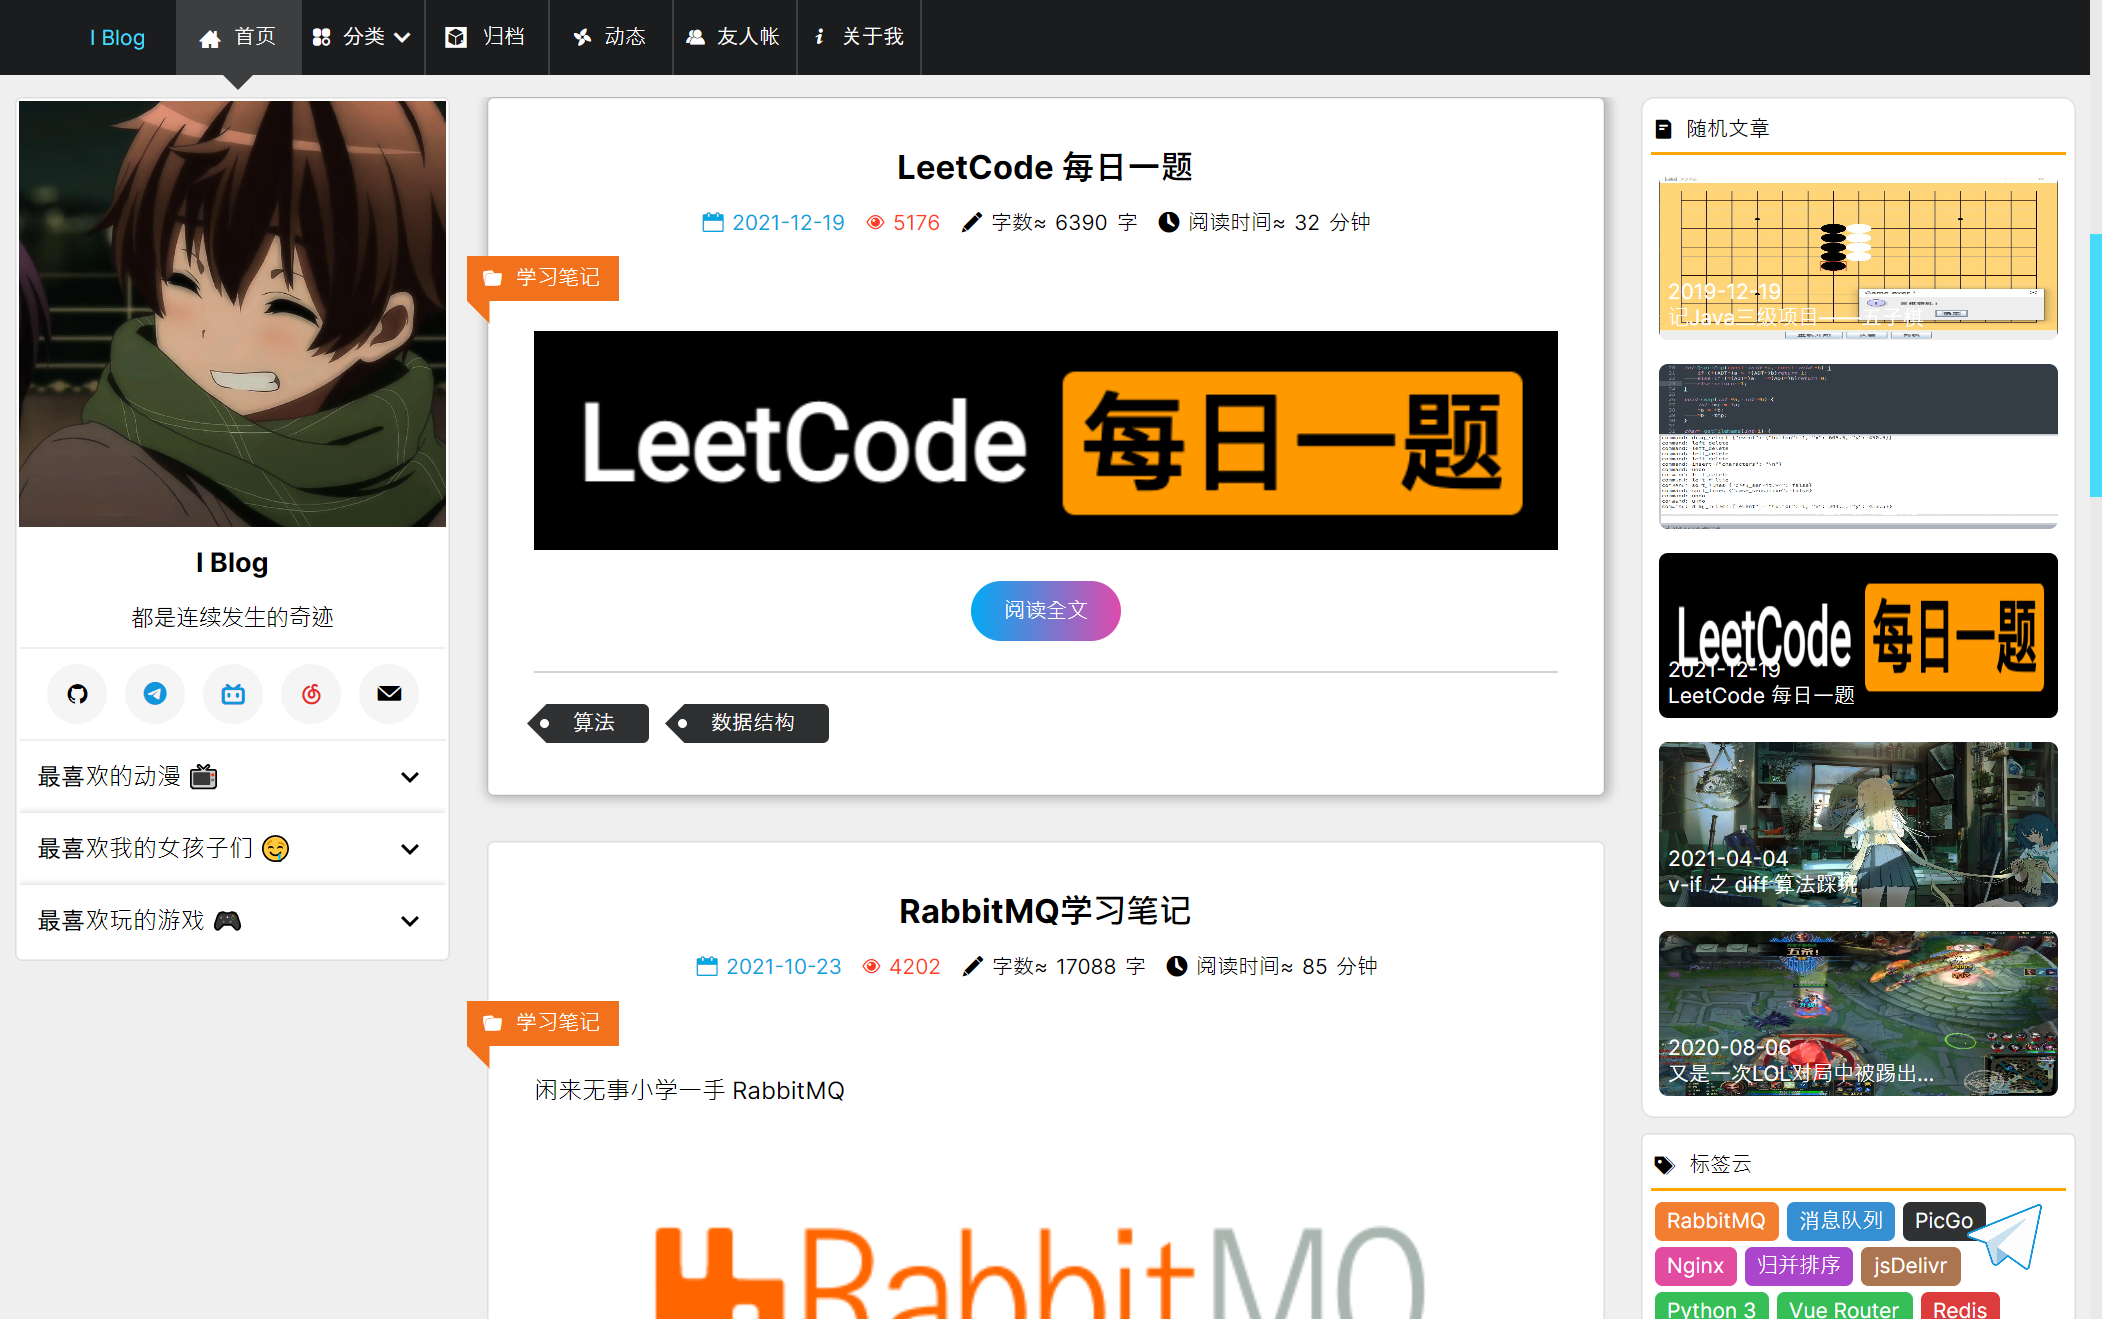 I Blog
首页
分类
归档
动态
友人帐
关于我
I Blog
都是连续发生的奇迹
最喜欢的动漫
最喜欢我的女孩子们
最喜欢玩的游戏
LeetCode 每日一题
2021-12-19 5176 字数≈ 6390 字 阅读时间≈ 32 分钟
学习笔记
LeetCode 每日一题
阅读全文
算法 数据结构
RabbitMQ学习笔记
2021-10-23 4202 字数≈ 17088 字 阅读时间≈ 85 分钟
学习笔记
闲来无事小学一手 RabbitMQ
RabbitMQ
随机文章
2019-12-19
记Java三级项目——五子棋
LeetCode 每日一题
2021-12-19
LeetCode 每日一题
2021-04-04
v-if 之 diff 算法踩坑
2020-08-06
又是一次LOL对局中被踢出...
标签云
RabbitMQ 消息队列 PicGo
Nginx 归并排序 jsDelivr
Python 3 Vue Router Redis